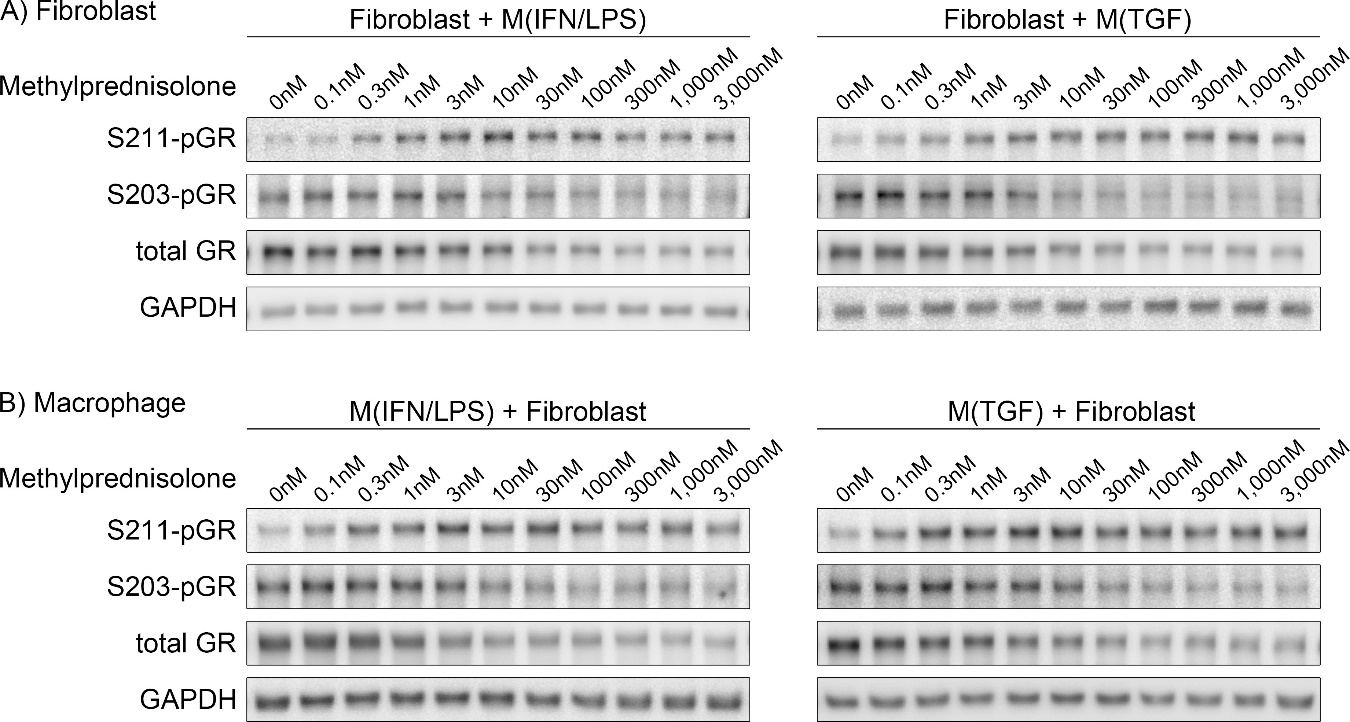 A) Fibroblast
Fibroblast + M(IFN/LPS)
Fibroblast + M(TGF)
Methylprednisolone
0nM 0.1nM 0.3nM 1nM 3nM 10nM 30nM 100nM 300nM 1,000nM 3,000nM
0nM 0.1nM 0.3nM 1nM 3nM 10nM 30nM 100nM 300nM 1,000nM 3,000nM
S211-pGR
S203-pGR
total GR
GAPDH
B) Macrophage
M(IFN/LPS) + Fibroblast
M(TGF) + Fibroblast
Methylprednisolone
0nM 0.1nM 0.3nM 1nM 3nM 10nM 30nM 100nM 300nM 1,000nM 3,000nM
0nM 0.1nM 0.3nM 1nM 3nM 10nM 30nM 100nM 300nM 1,000nM 3,000nM
S211-pGR
S203-pGR
total GR
GAPDH